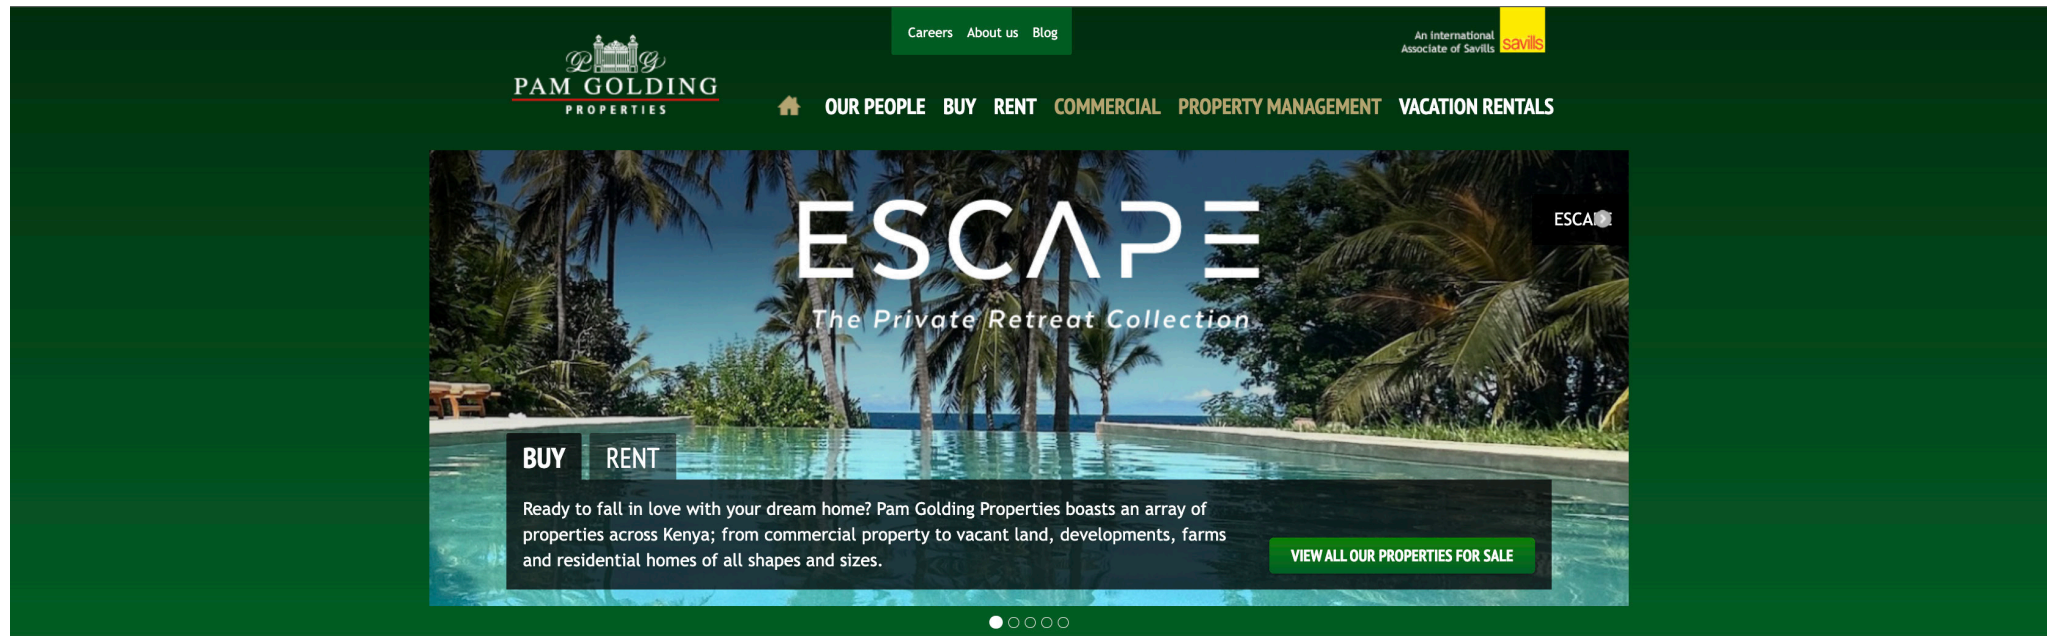 Careers About us Blog
An international
Associate of Savills
savills
P G
PAM GOLDING
PROPERTIES
OUR PEOPLE BUY RENT COMMERCIAL PROPERTY MANAGEMENT VACATION RENTALS
ESCAPE
The Private Retreat Collection
BUY RENT
Ready to fall in love with your dream home? Pam Golding Properties boasts an array of
properties across Kenya; from commercial property to vacant land, developments, farms
and residential homes of all shapes and sizes.
VIEW ALL OUR PROPERTIES FOR SALE